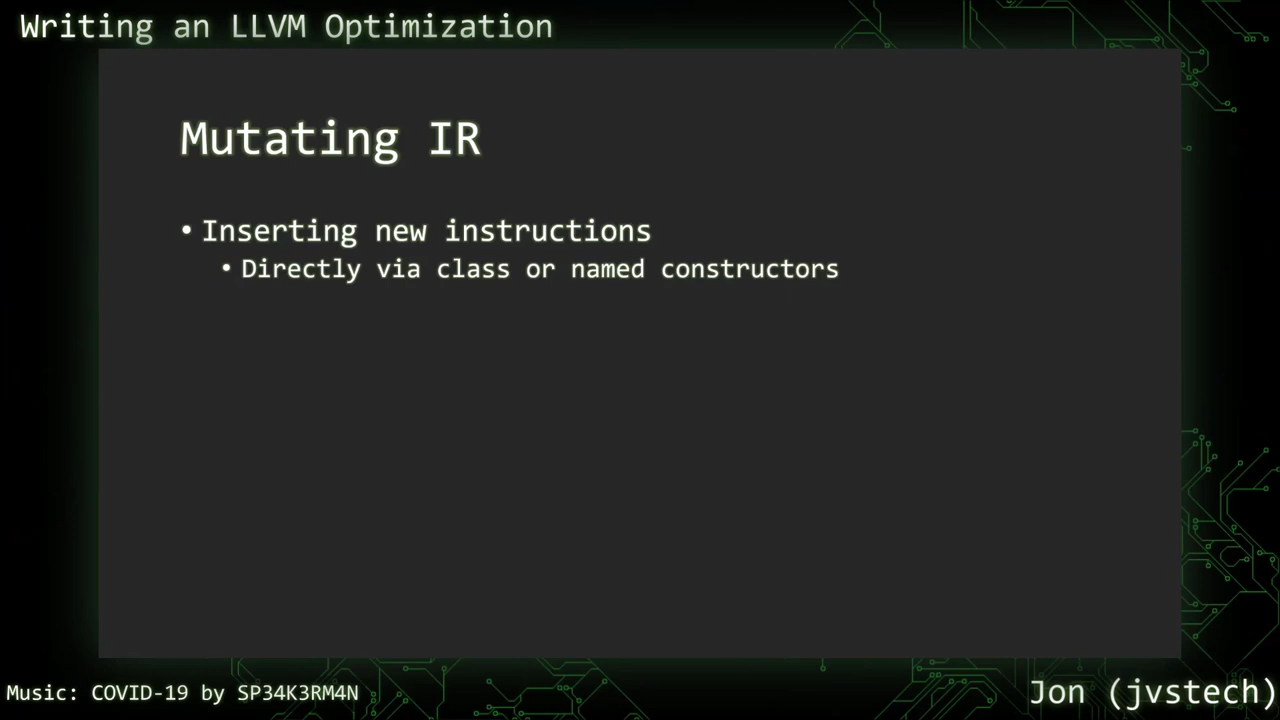 Writing an LLVM Optimization
Mutating IR
• Inserting new instructions
• Directly via class or named constructors
Music: COVID-19 by SP34K3RM4N
Jon (jvstech)